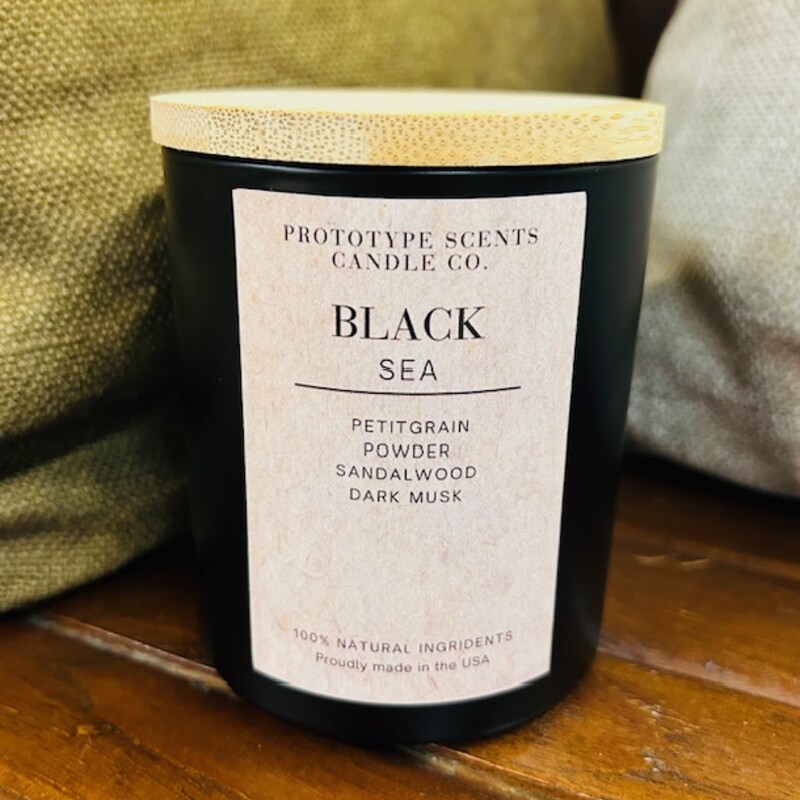 PROTOTYPE SCENTS
CANDLE CO.
BLACK
SEA
PETITGRAIN
POWDER
SANDALWOOD
DARK MUSK
100% NATURAL INGRIDENTS
Proudly made in the USA